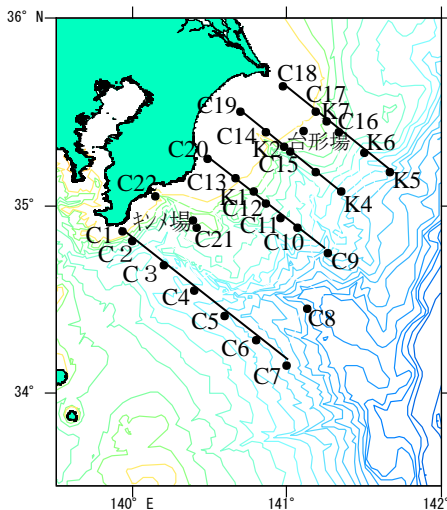 36° N
C18
C17
C19
K7
C16
C14
K2
台形場
K6
C20
C15
K5
C13
C22
K1
K4
C12
35°
キンメ場
C1
C11
C21
C10
C２
C9
C３
C4
C8
C5
C6
C7
34°
140° E
141°
142°